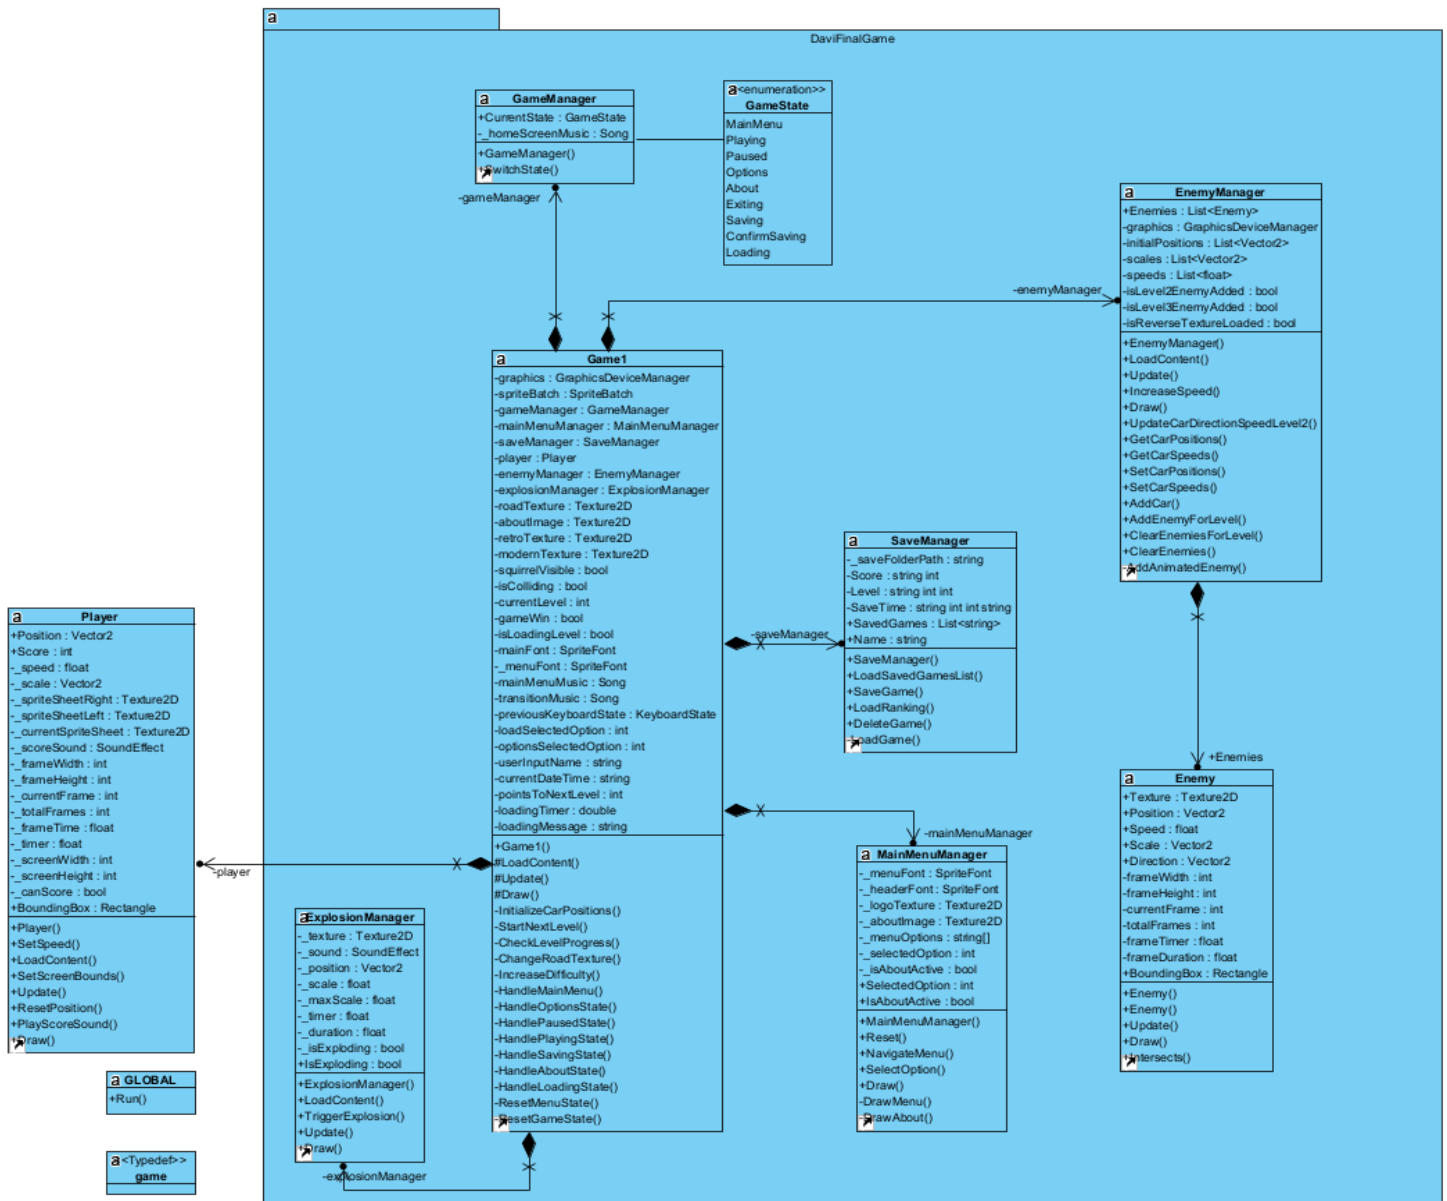 a
DaviFinalGame
a GameManager
+CurrentState : GameState
-_homeScreenMusic : Song
+GameManager()
+SwitchState()
-gameManager
a <enumeration>>
GameState
MainMenu
Playing
Paused
Options
About
Exiting
Saving
ConfirmSaving
Loading
a EnemyManager
+Enemies : List<Enemy>
-graphics : GraphicsDeviceManager
-initialPositions : List<Vector2>
-scales : List<Vector2>
-speeds : List<float>
-isLevel2EnemyAdded : bool
-isLevel3EnemyAdded : bool
-isReverseTextureLoaded : bool
+EnemyManager()
+LoadContent()
+Update()
+IncreaseSpeed()
+Draw()
+UpdateCarDirectionSpeedLevel2()
+GetCarPositions()
+GetCarSpeeds()
+SetCarPositions()
+SetCarSpeeds()
+AddCar()
+AddEnemyForLevel()
+ClearEnemiesForLevel()
+ClearEnemies()
-AddAnimatedEnemy()
-enemyManager
a Game1
-graphics : GraphicsDeviceManager
-spriteBatch : SpriteBatch
-gameManager : GameManager
-mainMenuManager : MainMenuManager
-saveManager : SaveManager
-player : Player
-enemyManager : EnemyManager
-explosionManager : ExplosionManager
-roadTexture : Texture2D
-aboutImage : Texture2D
-retroTexture : Texture2D
-modernTexture : Texture2D
-squirrelVisible : bool
-isColliding : bool
-currentLevel : int
-gameWin : bool
-isLoadingLevel : bool
-mainFont : SpriteFont
-_menuFont : SpriteFont
-mainMenuMusic : Song
-transitionMusic : Song
-previousKeyboardState : KeyboardState
-loadSelectedOption : int
-optionsSelectedOption : int
-userInputName : string
-currentDateTime : string
-pointsToNextLevel : int
-loadingTimer : double
-loadingMessage : string
+Game1()
#LoadContent()
#Update()
#Draw()
-InitializeCarPositions()
-StartNextLevel()
-CheckLevelProgress()
-ChangeRoadTexture()
-IncreaseDifficulty()
-HandleMainMenu()
-HandleOptionsState()
-HandlePausedState()
-HandlePlayingState()
-HandleSavingState()
-HandleAboutState()
-HandleLoadingState()
-ResetMenuState()
-ResetGameState()
a SaveManager
-_saveFolderPath : string
-Score : string int
-Level : string int int
-SaveTime : string int int string
+SavedGames : List<string>
+Name : string
+SaveManager()
+LoadSavedGamesList()
+SaveGame()
+LoadRanking()
+DeleteGame()
+LoadGame()
-saveManager
a Player
+Position : Vector2
+Score : int
-_speed : float
-_scale : Vector2
-_spriteSheetRight : Texture2D
-_spriteSheetLeft : Texture2D
-_currentSpriteSheet : Texture2D
-_scoreSound : SoundEffect
-_frameWidth : int
-_frameHeight : int
-_currentFrame : int
-_totalFrames : int
-_frameTime : float
-_timer : float
-_screenWidth : int
-_screenHeight : int
-_canScore : bool
+BoundingBox : Rectangle
+Player()
+SetSpeed()
+LoadContent()
+SetScreenBounds()
+Update()
+ResetPosition()
+PlayScoreSound()
+Draw()
-player
+Enemies
a Enemy
+Texture : Texture2D
+Position : Vector2
+Speed : float
+Scale : Vector2
+Direction : Vector2
-frameWidth : int
-frameHeight : int
-currentFrame : int
-totalFrames : int
-frameTimer : float
-frameDuration : float
+BoundingBox : Rectangle
+Enemy()
+Enemy()
+Update()
+Draw()
+Intersects()
-mainMenuManager
a MainMenuManager
-_menuFont : SpriteFont
-_headerFont : SpriteFont
-_logoTexture : Texture2D
-_aboutImage : Texture2D
-_menuOptions : string[]
-_selectedOption : int
-_isAboutActive : bool
+SelectedOption : int
+IsAboutActive : bool
+MainMenuManager()
+Reset()
+NavigateMenu()
+SelectOption()
+Draw()
-DrawMenu()
-DrawAbout()
a ExplosionManager
-_texture : Texture2D
-_sound : SoundEffect
-_position : Vector2
-_scale : float
-_maxScale : float
-_timer : float
-_duration : float
-_isExploding : bool
+IsExploding : bool
+ExplosionManager()
+LoadContent()
+TriggerExplosion()
+Update()
+Draw()
-explosionManager
a GLOBAL
+Run()
a <Typedef>>
game